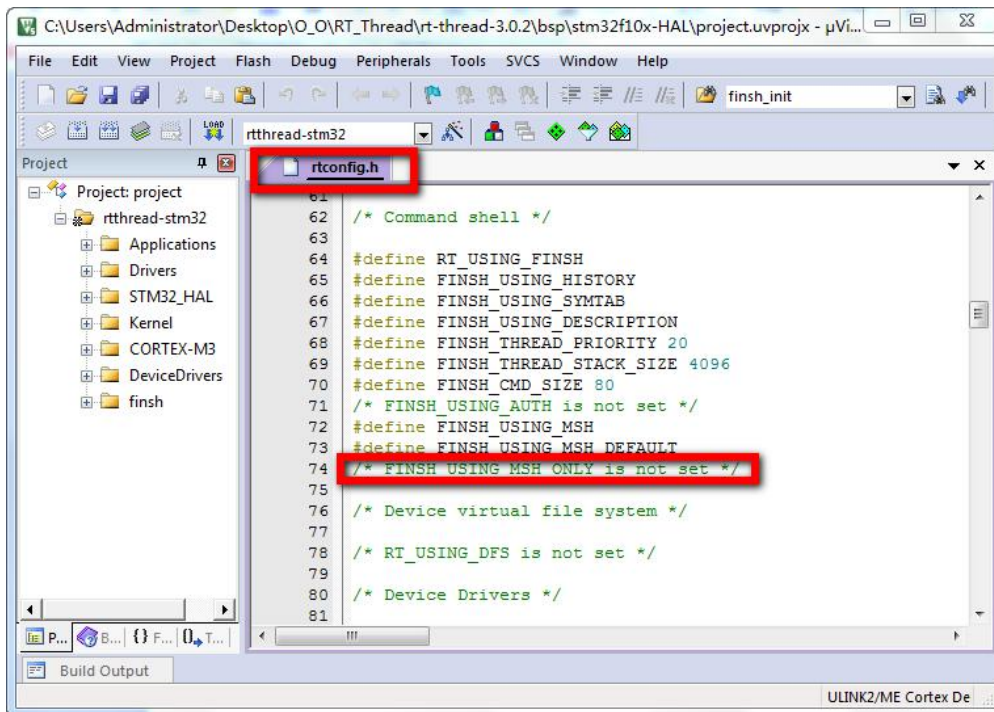 C:\Users\Administrator\Desktop\O_O\RT_Thread\rt-thread-3.0.2\bsp\stm32f10x-HAL\project.uvprojx - µVi...
File Edit View Project Flash Debug Peripherals Tools SVCS Window Help
finsh_init
LOAD
rtthread-stm32
Project
rtconfig.h
Project: project
rtthread-stm32
Applications
Drivers
STM32_HAL
Kernel
CORTEX-M3
DeviceDrivers
finsh
61
62 /* Command shell */
63
64 #define RT_USING_FINSH
65 #define FINSH_USING_HISTORY
66 #define FINSH_USING_SYMTAB
67 #define FINSH_USING_DESCRIPTION
68 #define FINSH_THREAD_PRIORITY 20
69 #define FINSH_THREAD_STACK_SIZE 4096
70 #define FINSH_CMD_SIZE 80
71 /* FINSH_USING_AUTH is not set */
72 #define FINSH_USING_MSH
73 #define FINSH_USING_MSH_DEFAULT
74 /* FINSH_USING_MSH_ONLY is not set */
75
76 /* Device virtual file system */
77
78 /* RT_USING_DFS is not set */
79
80 /* Device Drivers */
81
P... B... {} F... 0 T...
Build Output
ULINK2/ME Cortex De